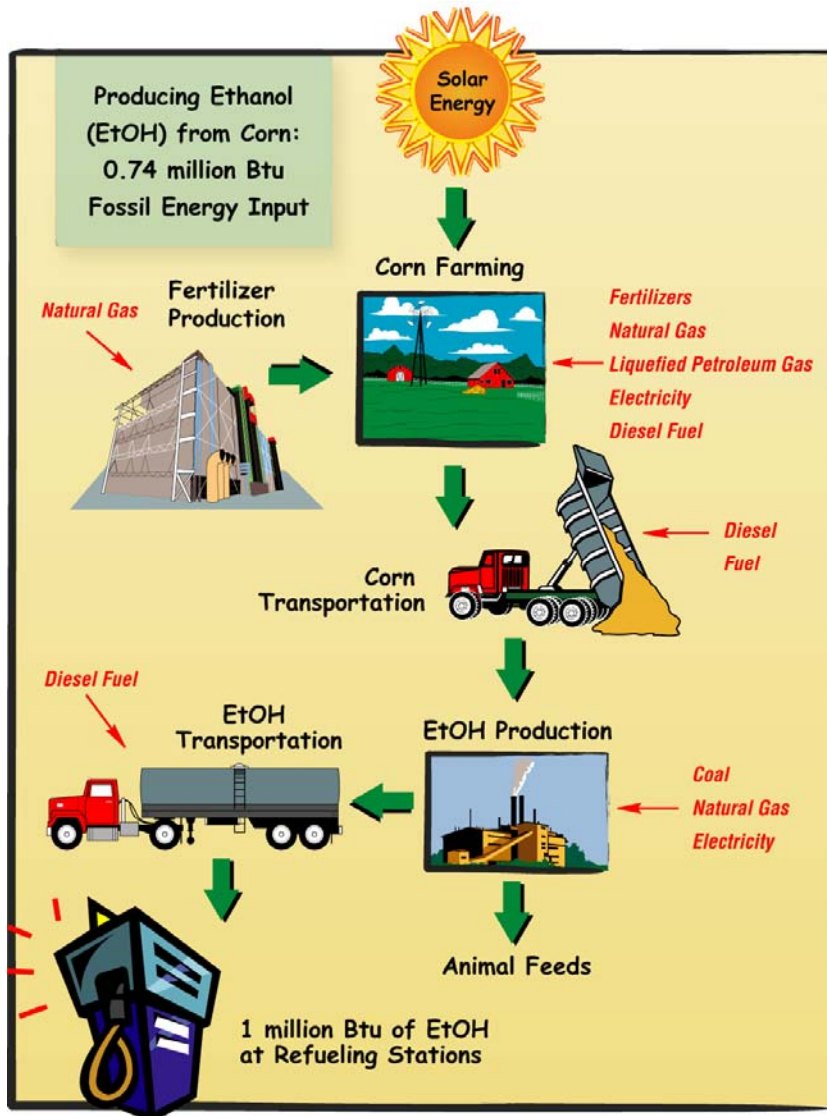 Producing Ethanol
(EtOH) from Corn:
0.74 million Btu
Fossil Energy Input
Solar
Energy
Corn Farming
Fertilizer
Production
Natural Gas
Fertilizers
Natural Gas
Liquefied Petroleum Gas
Electricity
Diesel Fuel
Diesel
Fuel
Corn
Transportation
Diesel Fuel
EtOH
Transportation
EtOH Production
Coal
Natural Gas
Electricity
Animal Feeds
1 million Btu of EtOH
at Refueling Stations